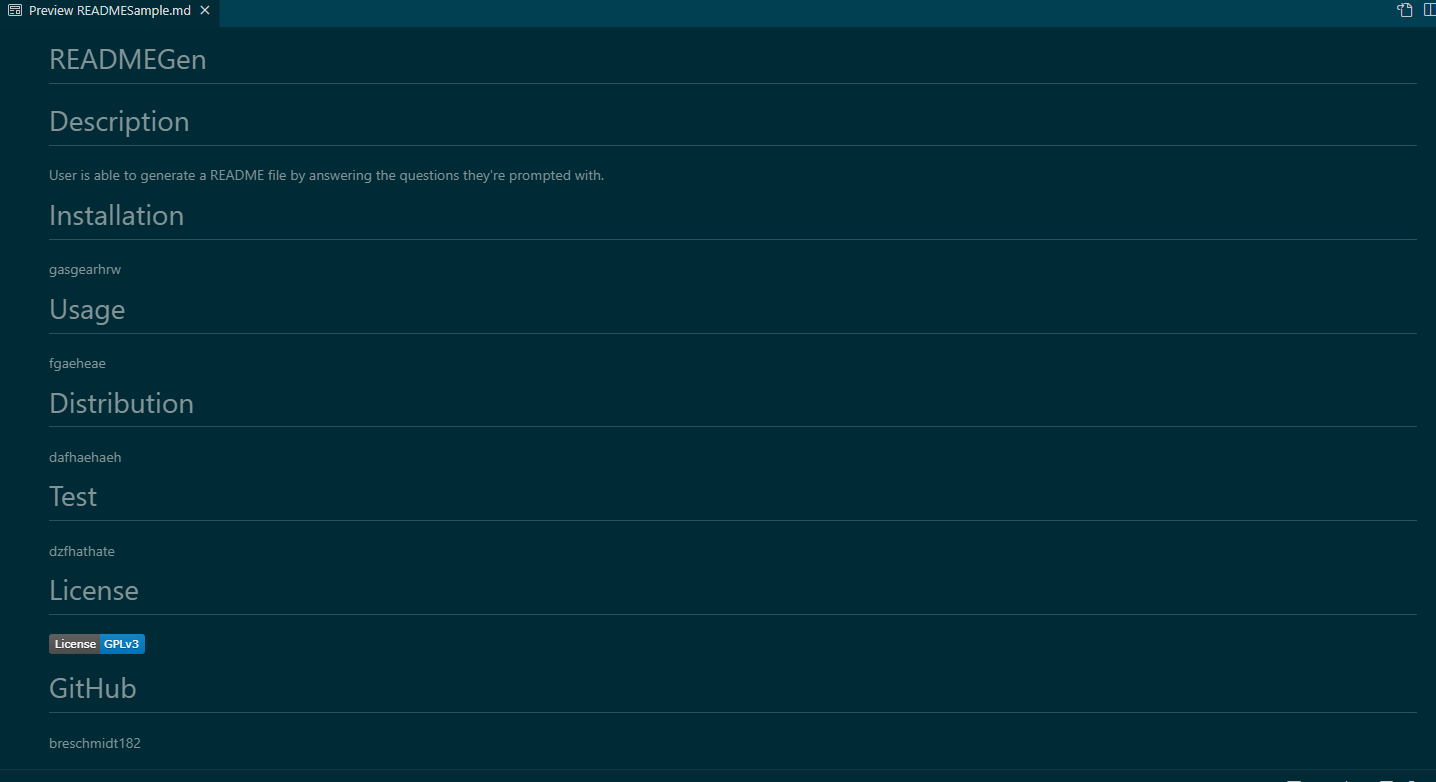 Preview READMESample.md
READMEGen
Description
User is able to generate a README file by answering the questions they're prompted with.
Installation
gasgearhrw
Usage
fgaeheae
Distribution
dafhaehaeh
Test
dzfhathate
License
License GPLv3
GitHub
breschmidt182